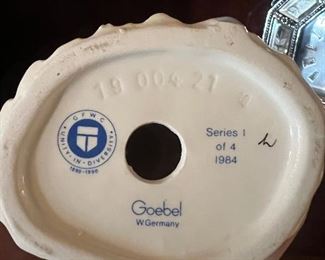 19 004 21
GFWC
UNITY-IN-DIVERSITY
1890-1990
Series I
of 4
1984
Goebel
W.Germany